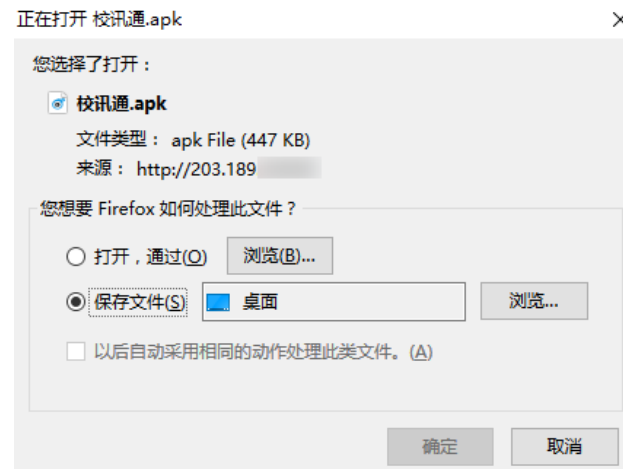 正在打开 校讯通.apk
您选择了打开：
校讯通.apk
文件类型： apk File (447 KB)
来源： http://203.189
您想要 Firefox 如何处理此文件？
打开，通过(O) 浏览(B)...
保存文件(S) 桌面 浏览...
以后自动采用相同的动作处理此类文件。(A)
确定 取消